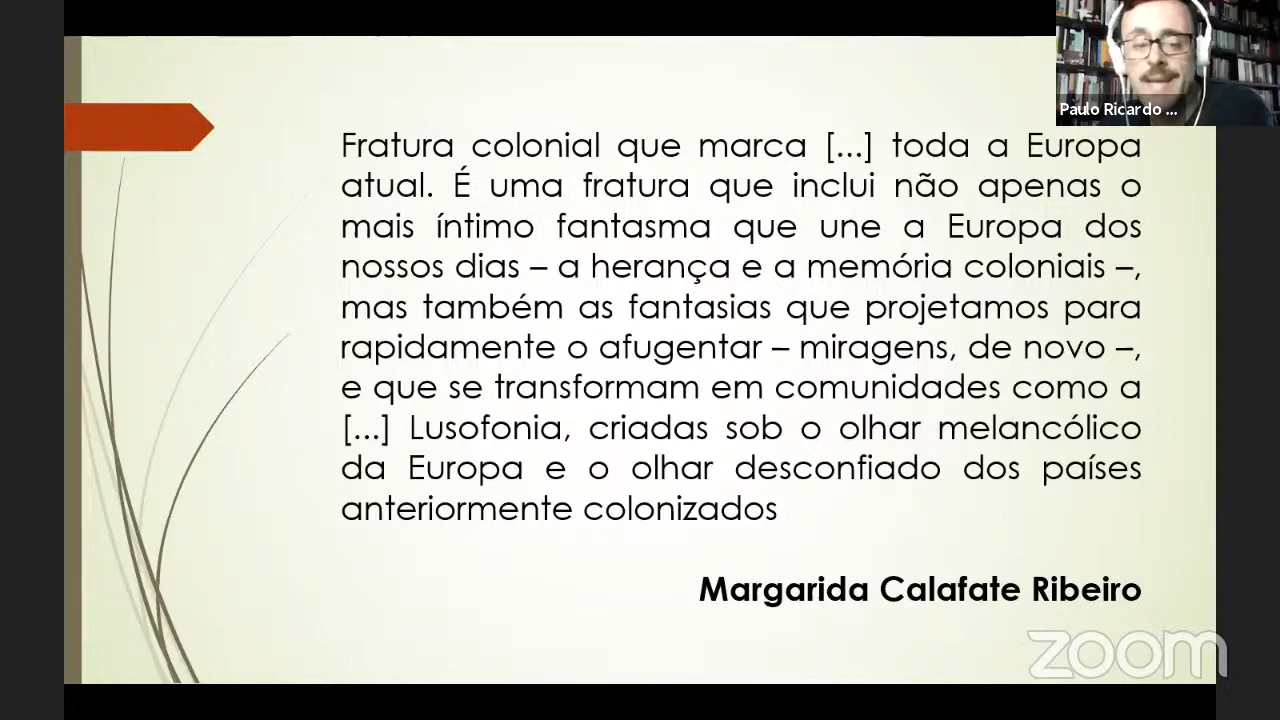 Paulo Ricardo ...
Fratura colonial que marca [...] toda a Europa
atual. É uma fratura que inclui não apenas o
mais íntimo fantasma que une a Europa dos
nossos dias – a herança e a memória coloniais –,
mas também as fantasias que projetamos para
rapidamente o afugentar – miragens, de novo –,
e que se transformam em comunidades como a
[...] Lusofonia, criadas sob o olhar melancólico
da Europa e o olhar desconfiado dos países
anteriormente colonizados
Margarida Calafate Ribeiro
zoom